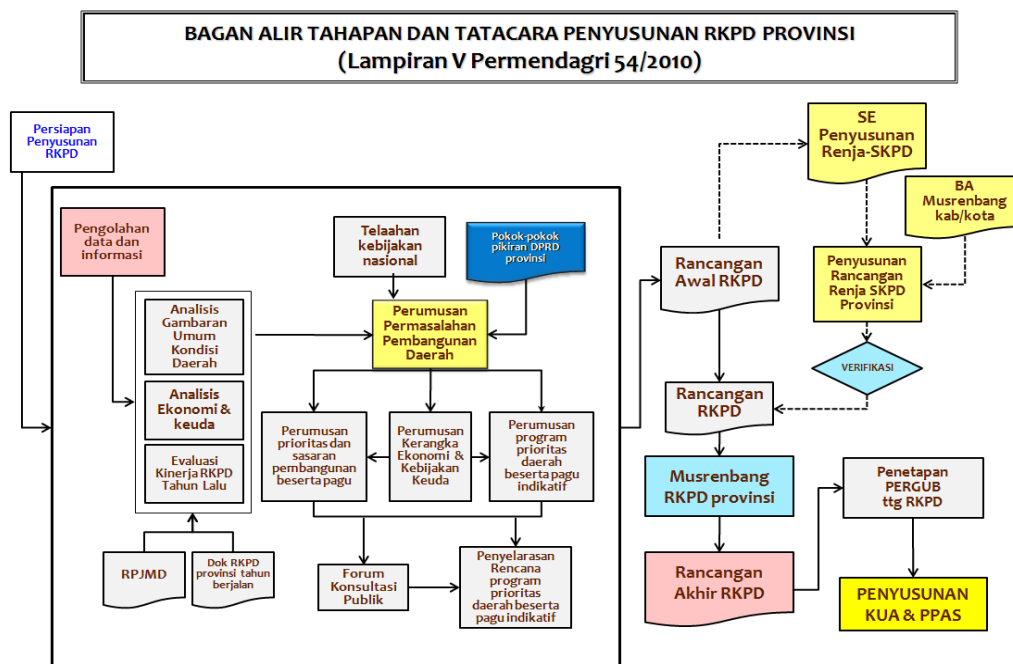 BAGAN ALIR TAHAPAN DAN TATACARA PENYUSUNAN RKPD PROVINSI
(Lampiran V Permendagri 54/2010)
Persiapan
Penyusunan
RKPD
Pengolahan
data dan
informasi
Telaahan
kebijakan
nasional
Pokok-pokok
pikiran DPRD
provinsi
Analisis
Gambaran
Umum
Kondisi
Daerah
Analisis
Ekonomi &
keuda
Evaluasi
Kinerja RKPD
Tahun Lalu
RPJMD
Dok RKPD
provinsi tahun
berjalan
Perumusan
Permasalahan
Pembangunan
Daerah
Perumusan
prioritas dan
sasaran
pembangunan
beserta pagu
Perumusan
Kerangka
Ekonomi &
Kebijakan
Keuda
Perumusan
program
prioritas
daerah
beserta pagu
indikatif
Forum
Konsultasi
Publik
Penyelarasan
Rencana
program
prioritas
daerah beserta
pagu indikatif
Rancangan
Awal RKPD
SE
Penyusunan
Renja-SKPD
BA
Musrenbang
kab/kota
Penyusunan
Rancangan
Renja SKPD
Provinsi
VERIFIKASI
Rancangan
RKPD
Musrenbang
RKPD provinsi
Rancangan
Akhir RKPD
Penetapan
PERGUB
ttg RKPD
PENYUSUNAN
KUA & PPAS